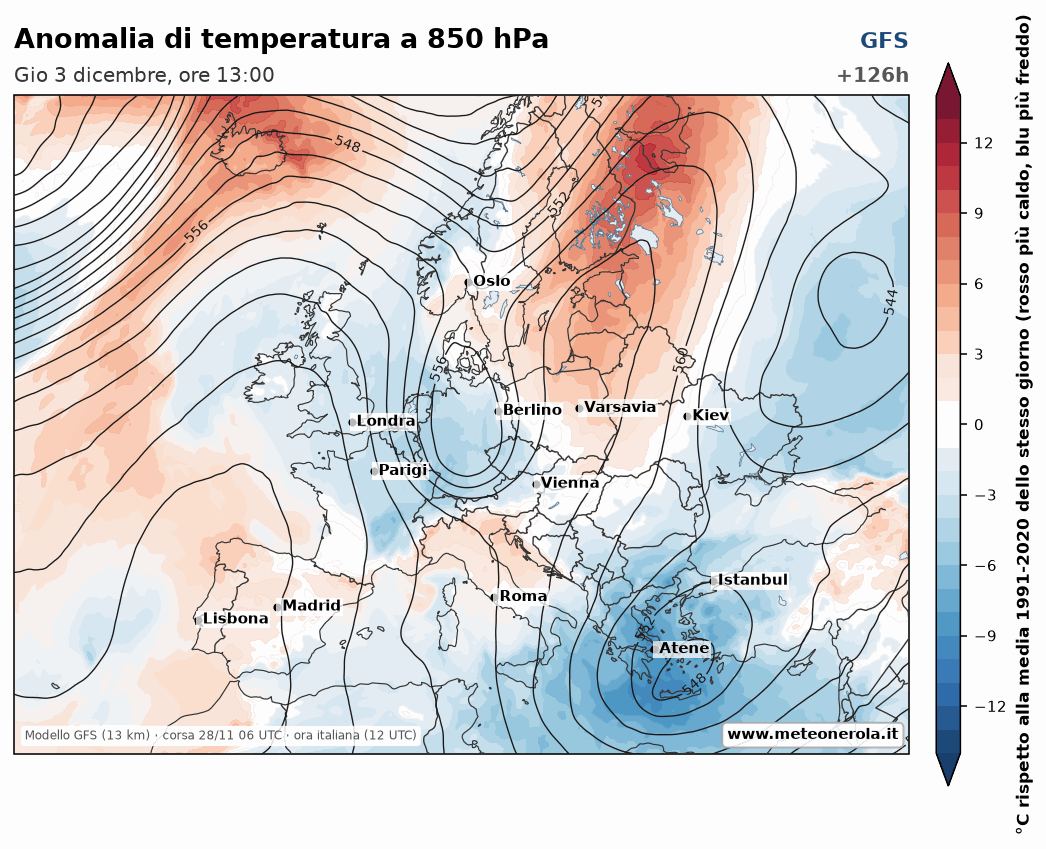 Anomalia di temperatura a 850 hPa
GFS
Gio 3 dicembre, ore 13:00
+126h
548
556
552
544
560
556
552
548
Oslo
Londra
Berlino
Varsavia
Kiev
Parigi
Vienna
Istanbul
Roma
Madrid
Lisbona
Atene
Modello GFS (13 km) · corsa 28/11 06 UTC · ora italiana (12 UTC)
www.meteonerola.it
12
9
6
3
0
−3
−6
−9
−12
°C rispetto alla media 1991-2020 dello stesso giorno (rosso più caldo, blu più freddo)